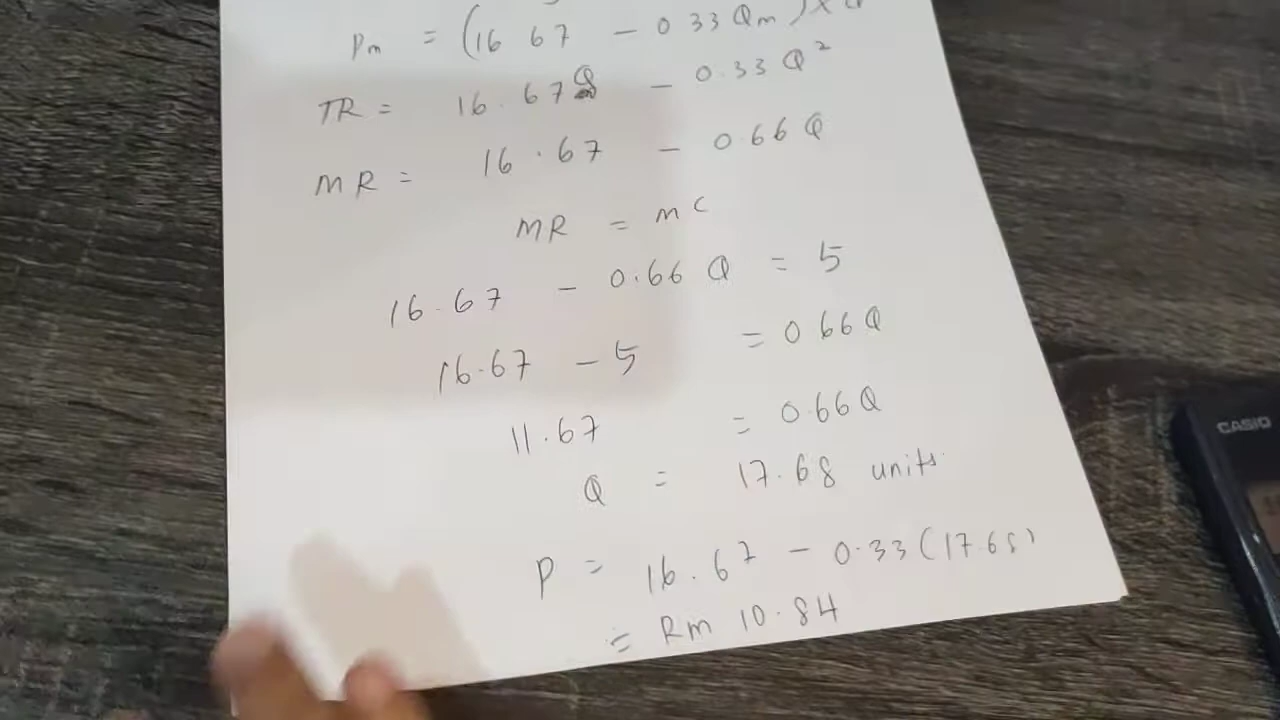 Pm = (16 67 - 0 33 Qm) x Q
TR = 16.67Q - 0.33 Q²
MR = 16.67 - 0.66 Q
MR = MC
16.67 - 0.66 Q = 5
16.67 - 5 = 0 66Q
11.67 = 0.66Q
Q = 17.68 units
P = 16.67 - 0.33(17.68)
= Rm 10.84
CASIO